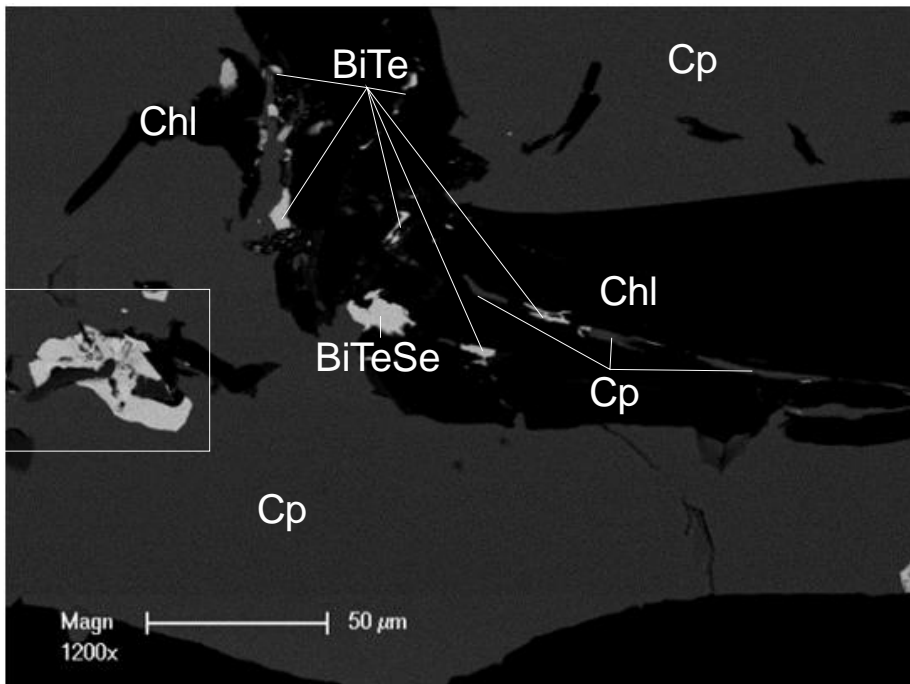 BiTe
Cp
Chl
Chl
BiTeSe
Cp
Cp
Magn
50 µm
1200x